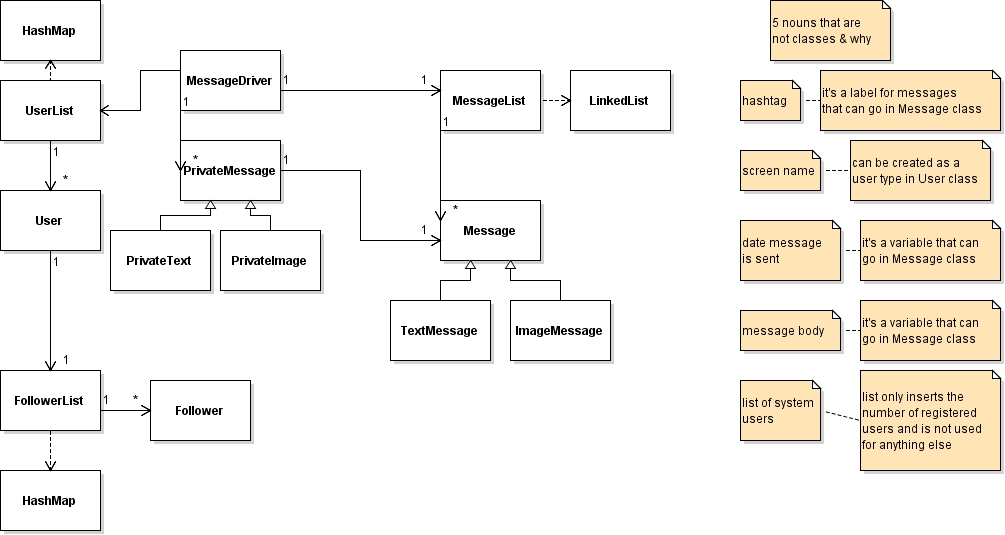 HashMap
UserList
1
*
User
1
1
FollowerList
1
*
Follower
HashMap
MessageDriver
1
1
1
*
PrivateMessage
1
1
PrivateText
PrivateImage
MessageList
1
LinkedList
*
Message
TextMessage
ImageMessage
5 nouns that are
not classes & why
hashtag
it's a label for messages
that can go in Message class
screen name
can be created as a
user type in User class
date message
is sent
it's a variable that can
go in Message class
message body
it's a variable that can
go in Message class
list of system
users
list only inserts the
number of registered
users and is not used
for anything else